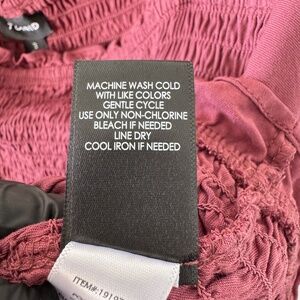 MACHINE WASH COLD
WITH LIKE COLORS
GENTLE CYCLE
USE ONLY NON-CHLORINE
BLEACH IF NEEDED
LINE DRY
COOL IRON IF NEEDED